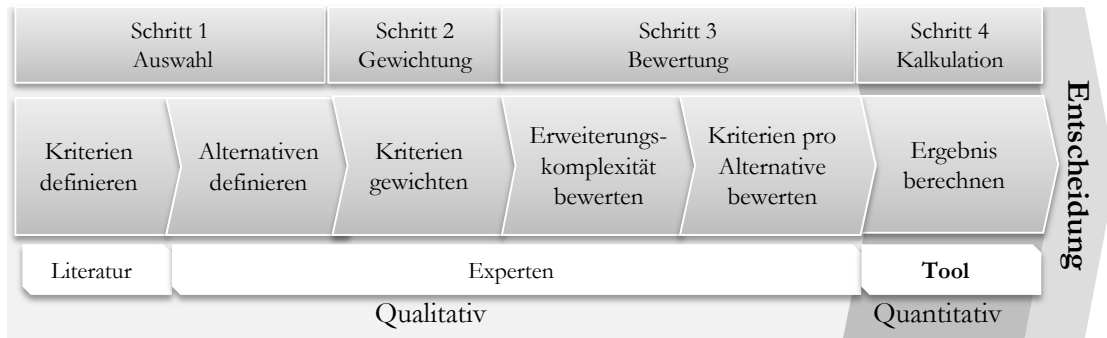 Schritt 1
Auswahl
Schritt 2
Gewichtung
Schritt 3
Bewertung
Schritt 4
Kalkulation
Kriterien
definieren
Alternativen
definieren
Kriterien
gewichten
Erweiterungs-
komplexität
bewerten
Kriterien pro
Alternative
bewerten
Ergebnis
berechnen
Entscheidung
Literatur
Experten
Tool
Qualitativ
Quantitativ